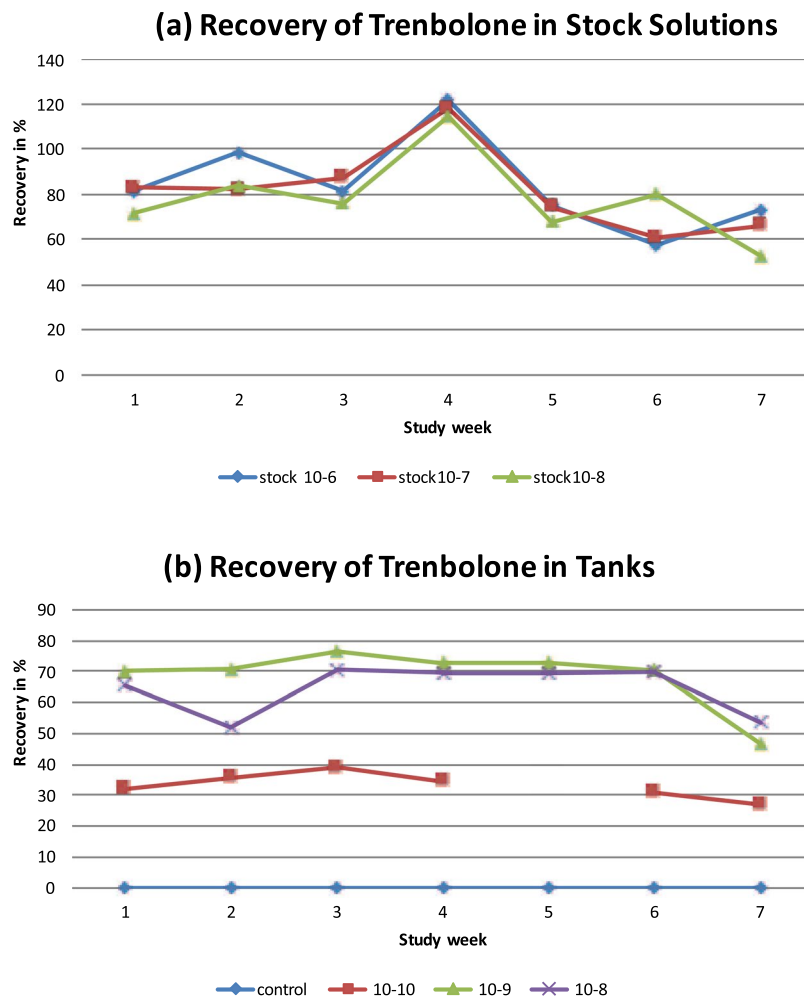 (a) Recovery of Trenbolone in Stock Solutions
140
120
100
80
60
40
20
0
Recovery in %
1 2 3 4 5 6 7
Study week
stock 10-6 stock10-7 stock10-8
(b) Recovery of Trenbolone in Tanks
90
80
70
60
50
40
30
20
10
0
Recovery in %
1 2 3 4 5 6 7
Study week
control 10-10 10-9 10-8